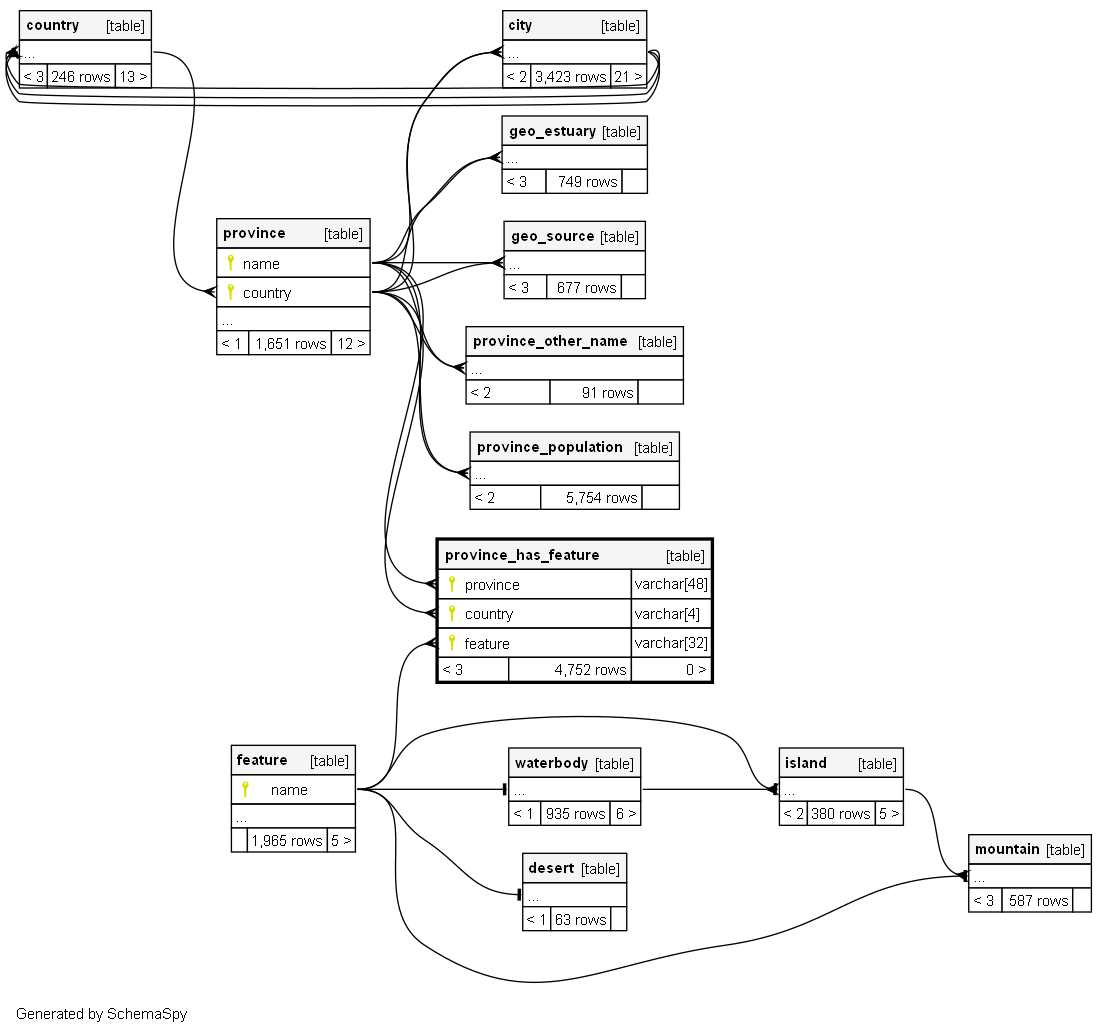 country [table]
...
< 3 246 rows 13 >
city [table]
...
< 2 3,423 rows 21 >
geo_estuary [table]
...
< 3 749 rows
province [table]
name
country
...
< 1 1,651 rows 12 >
geo_source [table]
...
< 3 677 rows
province_other_name [table]
...
< 2 91 rows
province_population [table]
...
< 2 5,754 rows
province_has_feature [table]
province varchar[48]
country varchar[4]
feature varchar[32]
< 3 4,752 rows 0 >
feature [table]
name
...
1,965 rows 5 >
waterbody [table]
...
< 1 935 rows 6 >
island [table]
...
< 2 380 rows 5 >
desert [table]
...
< 1 63 rows
mountain [table]
...
< 3 587 rows
Generated by SchemaSpy